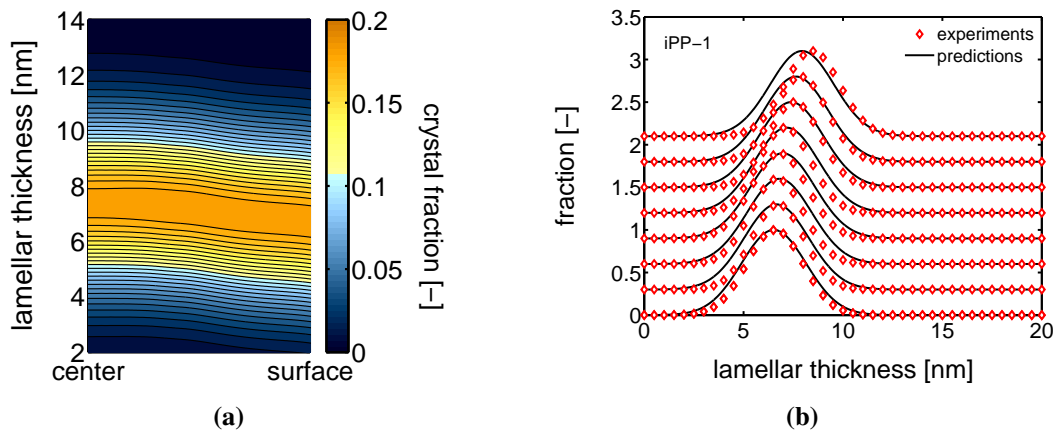 14
12
10
8
6
4
2
lamellar thickness [nm]
center
surface
0.2
0.15
0.1
0.05
0
crystal fraction [−]
(a)
3.5
3
2.5
2
1.5
1
0.5
0
fraction [−]
iPP−1
experiments
predictions
0
5
10
15
20
lamellar thickness [nm]
(b)